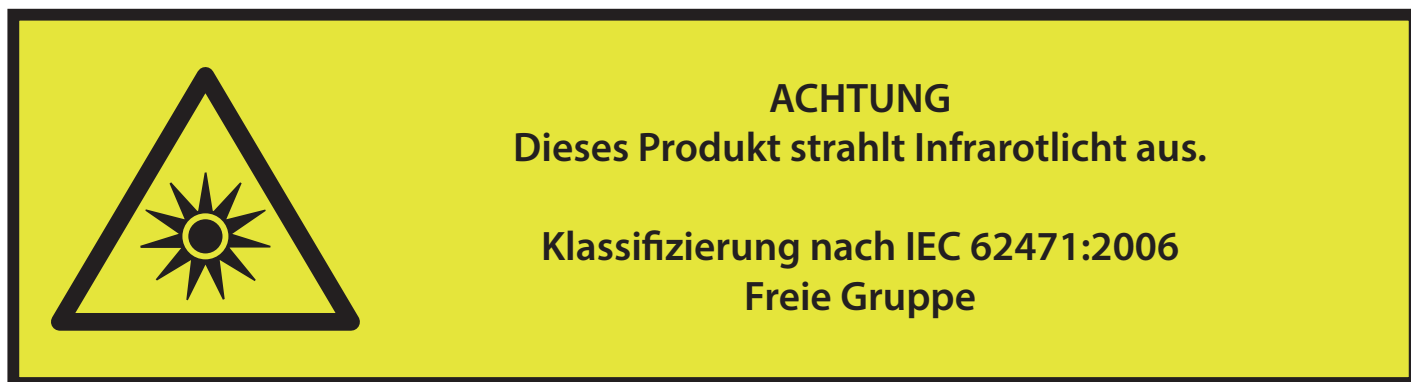 ACHTUNG
Dieses Produkt strahlt Infrarotlicht aus.
Klassifizierung nach IEC 62471:2006
Freie Gruppe